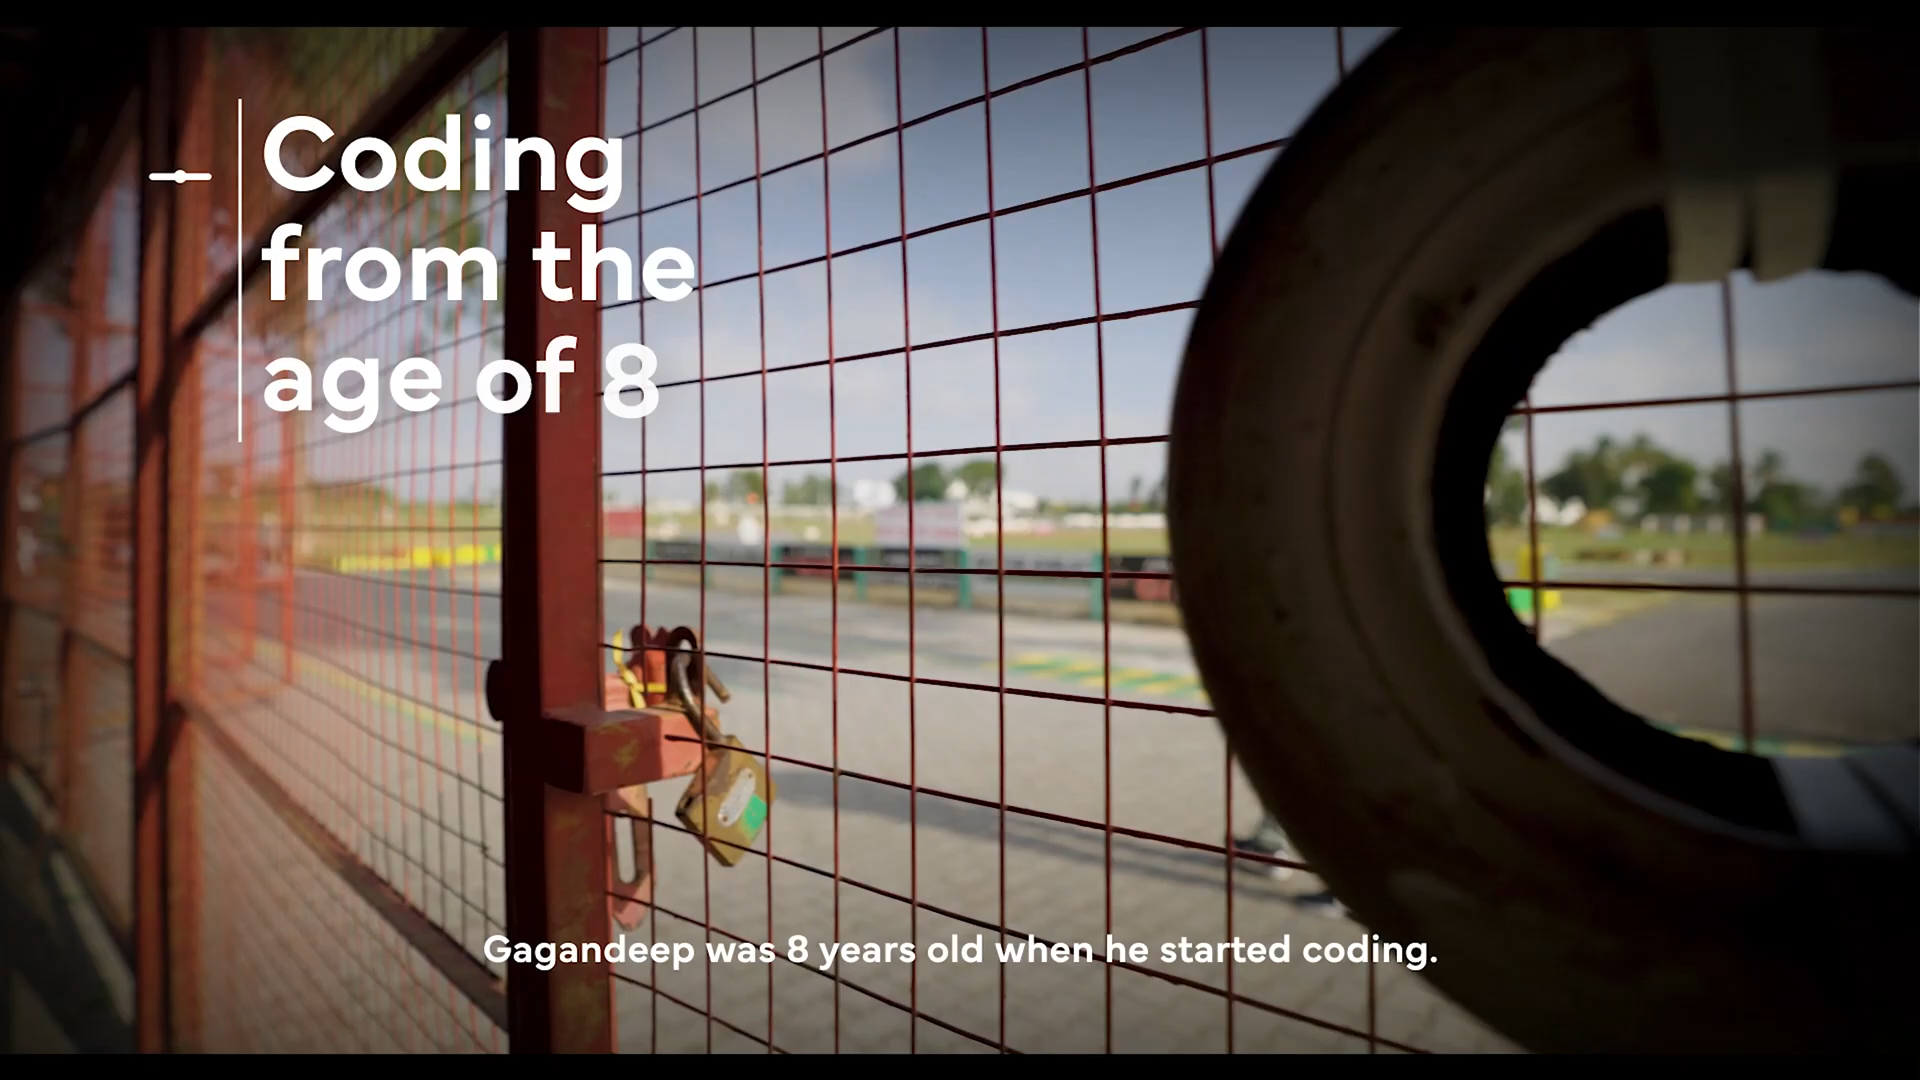 Coding
from the
age of 8
Gagandeep was 8 years old when he started coding.